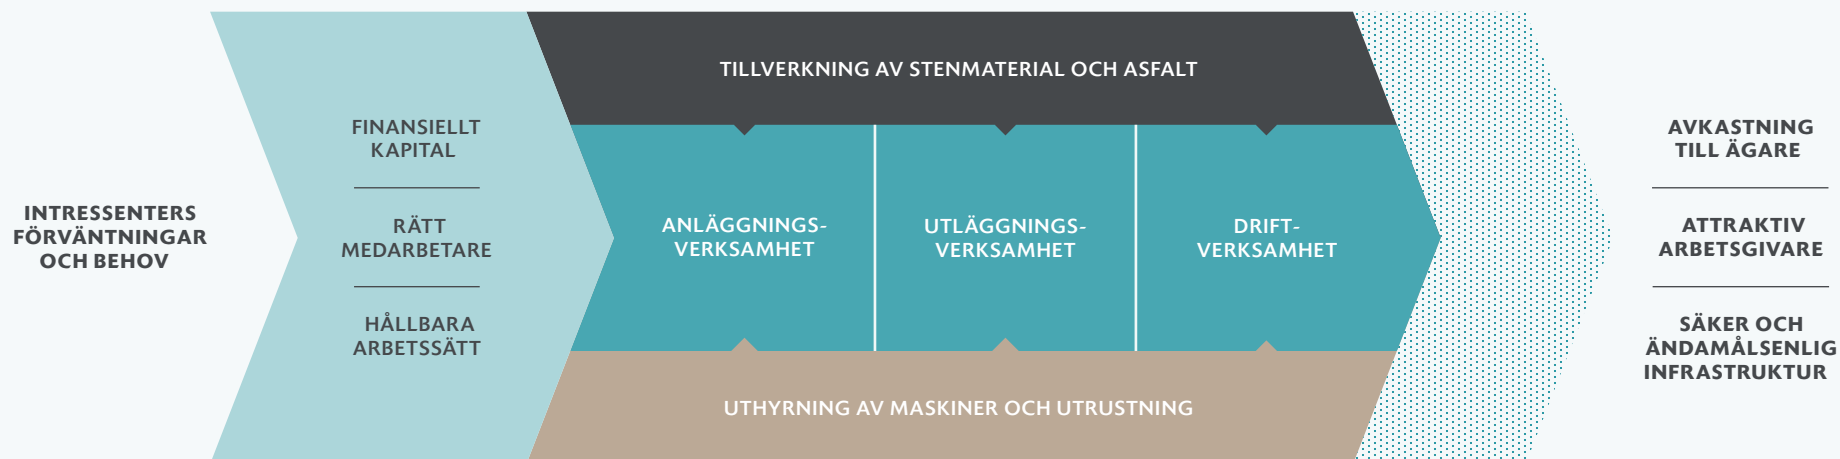 INTRESSENTERS
FÖRVÄNTNINGAR
OCH BEHOV
FINANSIELLT
KAPITAL
RÄTT
MEDARBETARE
HÅLLBARA
ARBETSSÄTT
TILLVERKNING AV STENMATERIAL OCH ASFALT
ANLÄGGNINGS-
VERKSAMHET
UTLÄGGNINGS-
VERKSAMHET
DRIFT-
VERKSAMHET
UTHYRNING AV MASKINER OCH UTRUSTNING
AVKASTNING
TILL ÄGARE
ATTRAKTIV
ARBETSGIVARE
SÄKER OCH
ÄNDAMÅLSENLIG
INFRASTRUKTUR